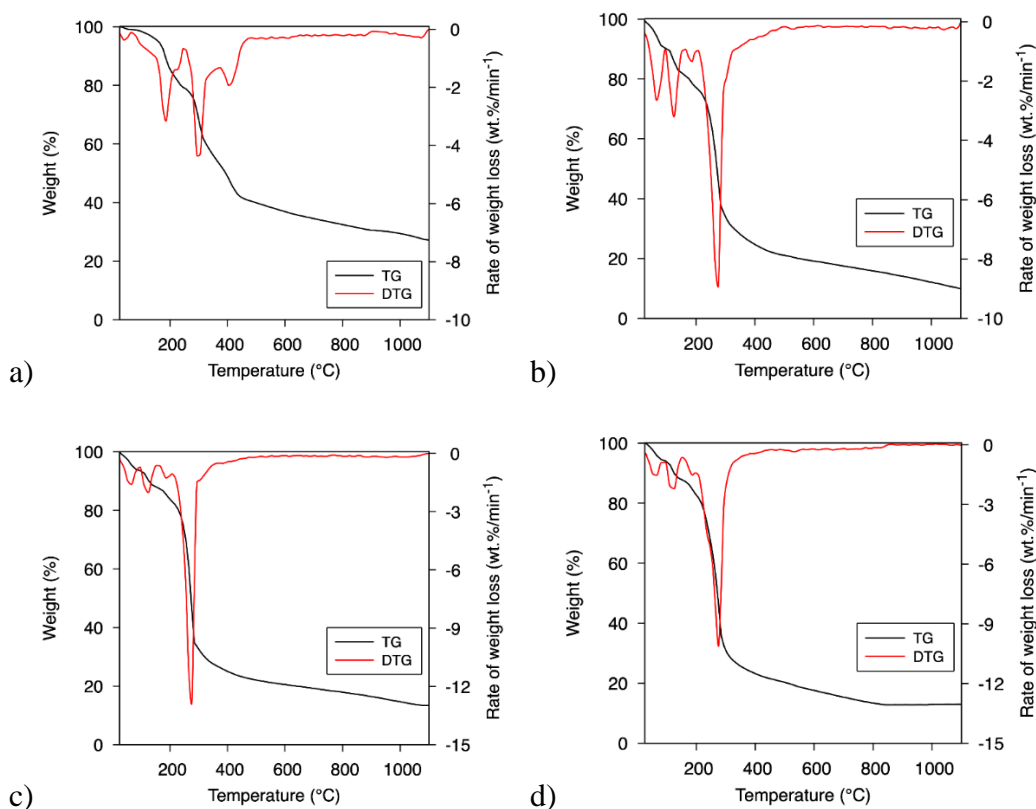 a)
Weight (%)
100
80
60
40
20
0
0
-2
-4
-6
-8
-10
Rate of weight loss (wt.%/min⁻¹)
TG
DTG
200 400 600 800 1000
Temperature (°C)
b)
Weight (%)
100
80
60
40
20
0
0
-2
-4
-6
-8
-10
Rate of weight loss (wt.%/min⁻¹)
TG
DTG
200 400 600 800 1000
Temperature (°C)
c)
Weight (%)
100
80
60
40
20
0
0
-3
-6
-9
-12
-15
Rate of weight loss (wt.%/min⁻¹)
TG
DTG
200 400 600 800 1000
Temperature (°C)
d)
Weight (%)
100
80
60
40
20
0
0
-3
-6
-9
-12
-15
Rate of weight loss (wt.%/min⁻¹)
TG
DTG
200 400 600 800 1000
Temperature (°C)